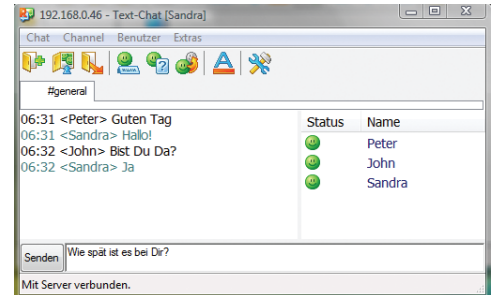 192.168.0.46 - Text-Chat [Sandra]
Chat Channel Benutzer Extras
#general
06:31 <Peter> Guten Tag
06:31 <Sandra> Hallo!
06:32 <John> Bist Du Da?
06:32 <Sandra> Ja
Status Name
Peter
John
Sandra
Senden
Wie spät ist es bei Dir?
Mit Server verbunden.